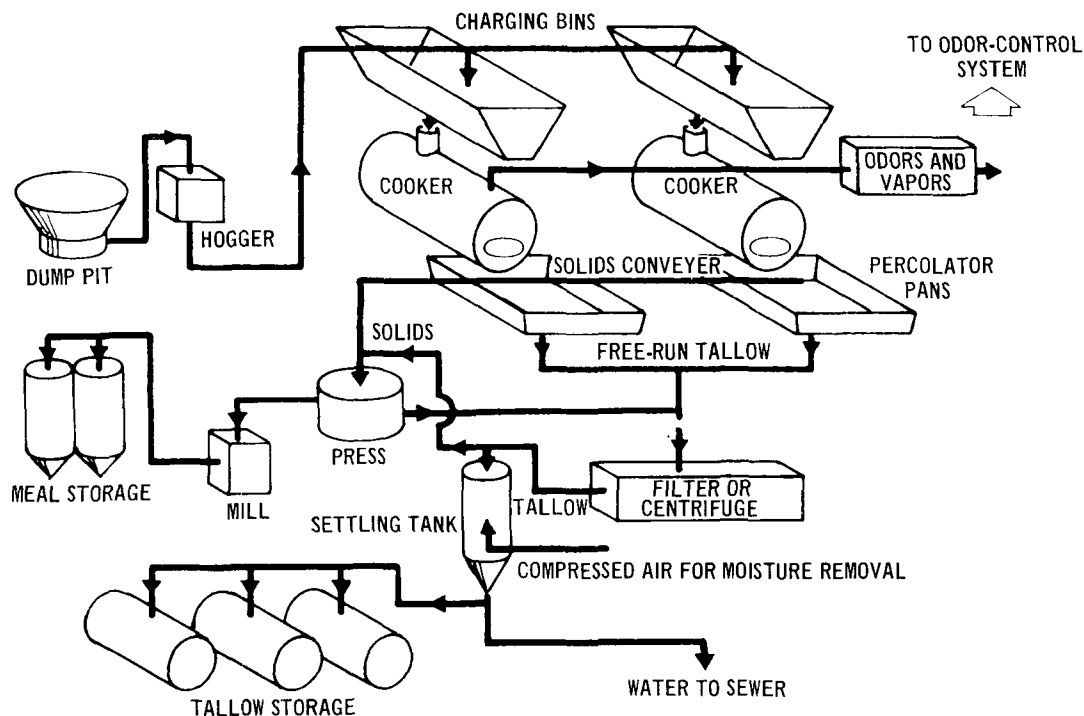 CHARGING BINS
TO ODOR-CONTROL
SYSTEM
COOKER
COOKER
ODORS AND
VAPORS
HOGGER
DUMP PIT
SOLIDS CONVEYER
PERCOLATOR
PANS
SOLIDS
FREE-RUN TALLOW
PRESS
MEAL STORAGE
MILL
FILTER OR
CENTRIFUGE
TALLOW
SETTLING TANK
COMPRESSED AIR FOR MOISTURE REMOVAL
TALLOW STORAGE
WATER TO SEWER